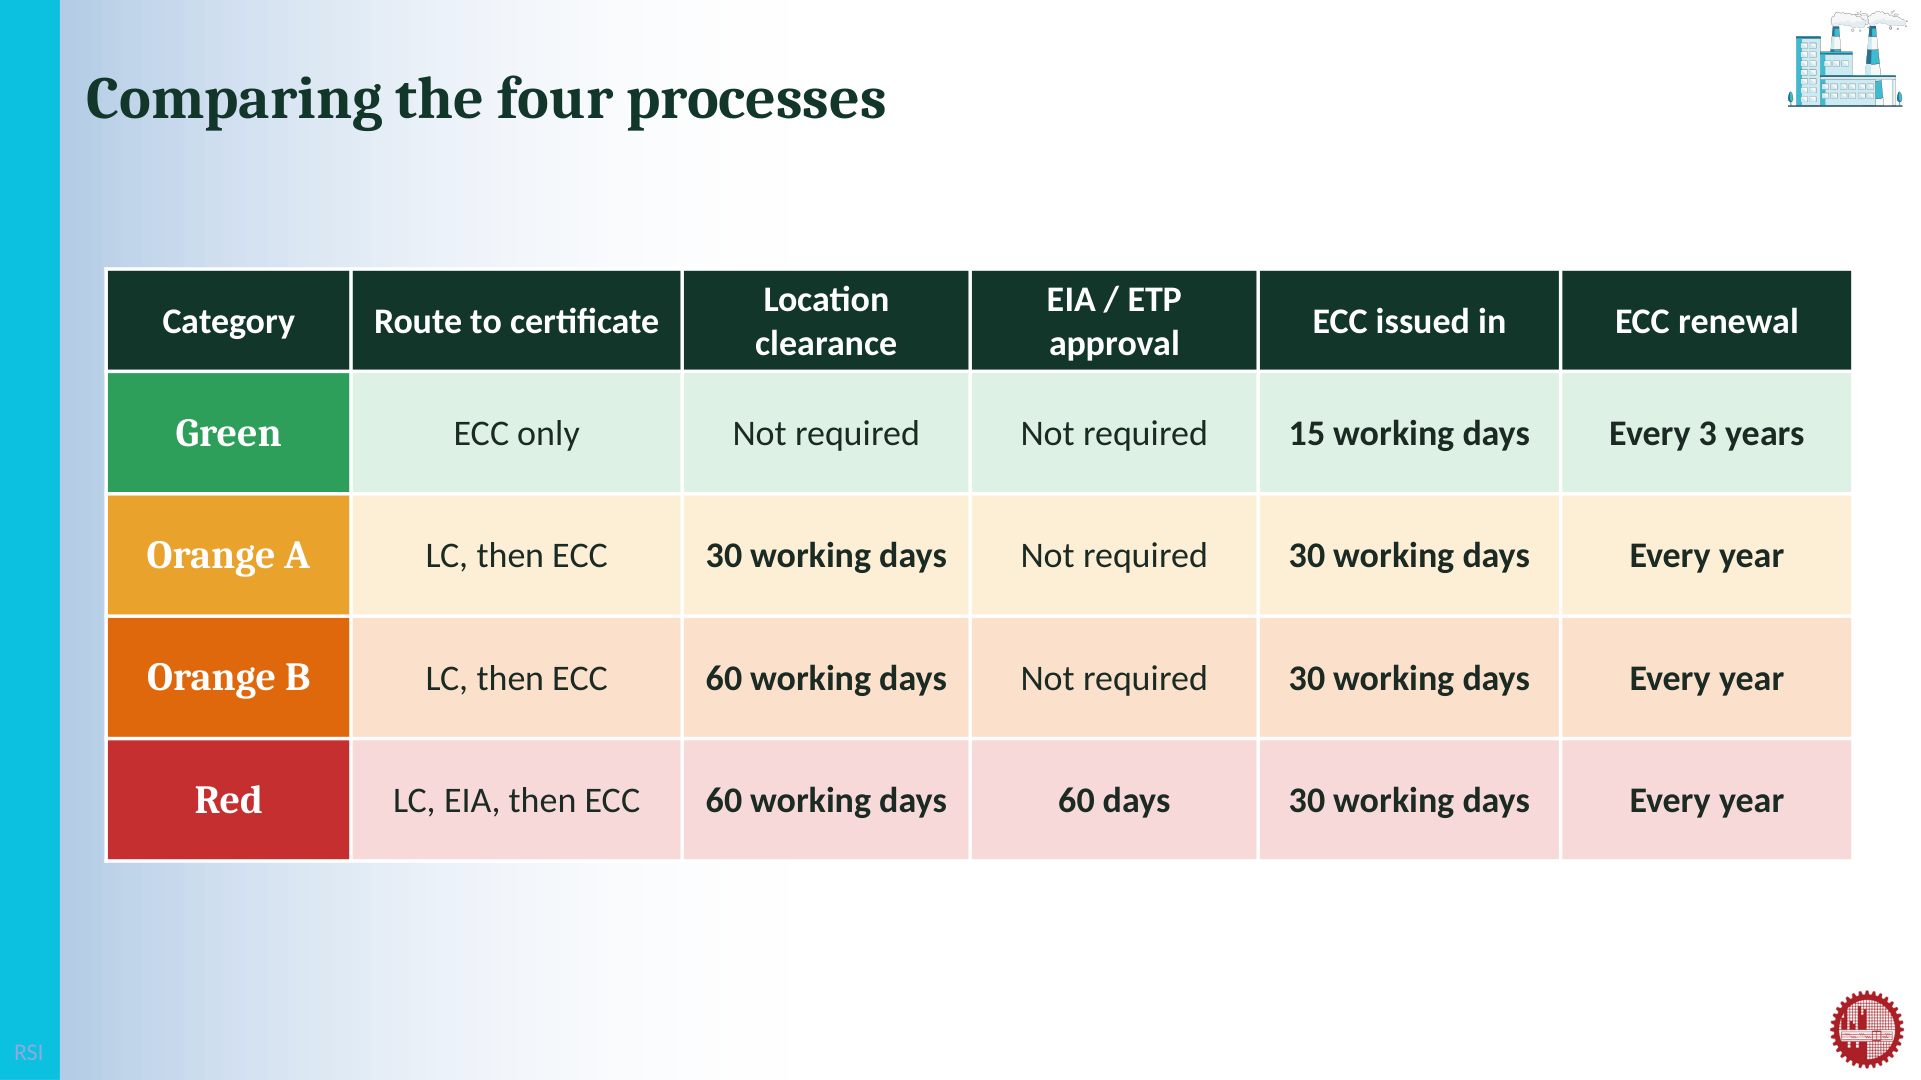 Comparing the four processes
Category
Route to certificate
Location
clearance
EIA / ETP
approval
ECC issued in
ECC renewal
Green
ECC only
Not required
Not required
15 working days
Every 3 years
Orange A
LC, then ECC
30 working days
Not required
30 working days
Every year
Orange B
LC, then ECC
60 working days
Not required
30 working days
Every year
Red
LC, EIA, then ECC
60 working days
60 days
30 working days
Every year
RSI